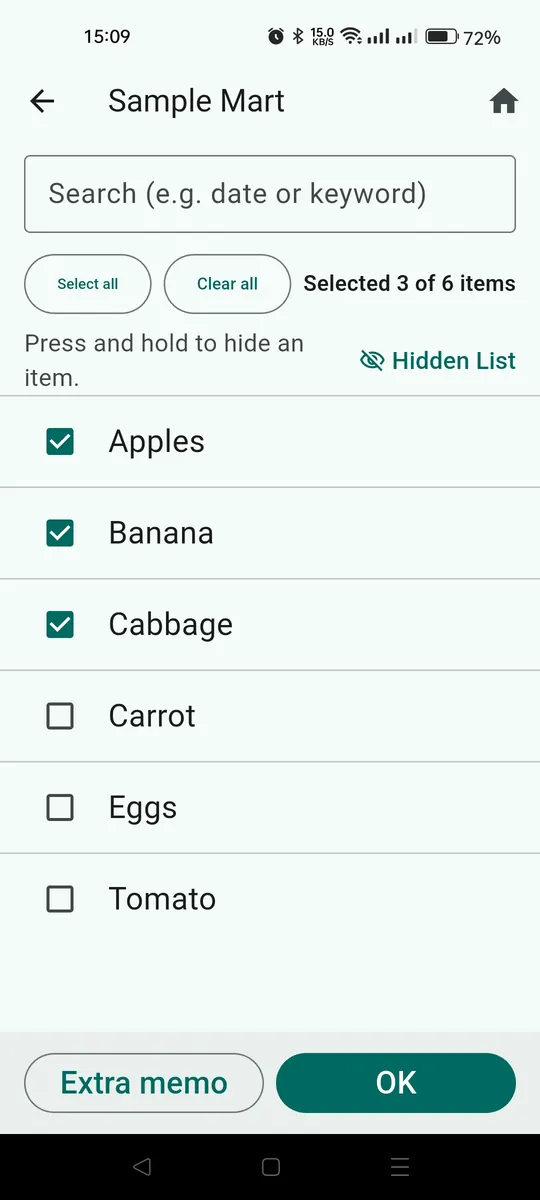 15:09
15.0
KB/S
72%
Sample Mart
Search (e.g. date or keyword)
Select all
Clear all
Selected 3 of 6 items
Press and hold to hide an
item.
Hidden List
Apples
Banana
Cabbage
Carrot
Eggs
Tomato
Extra memo
OK